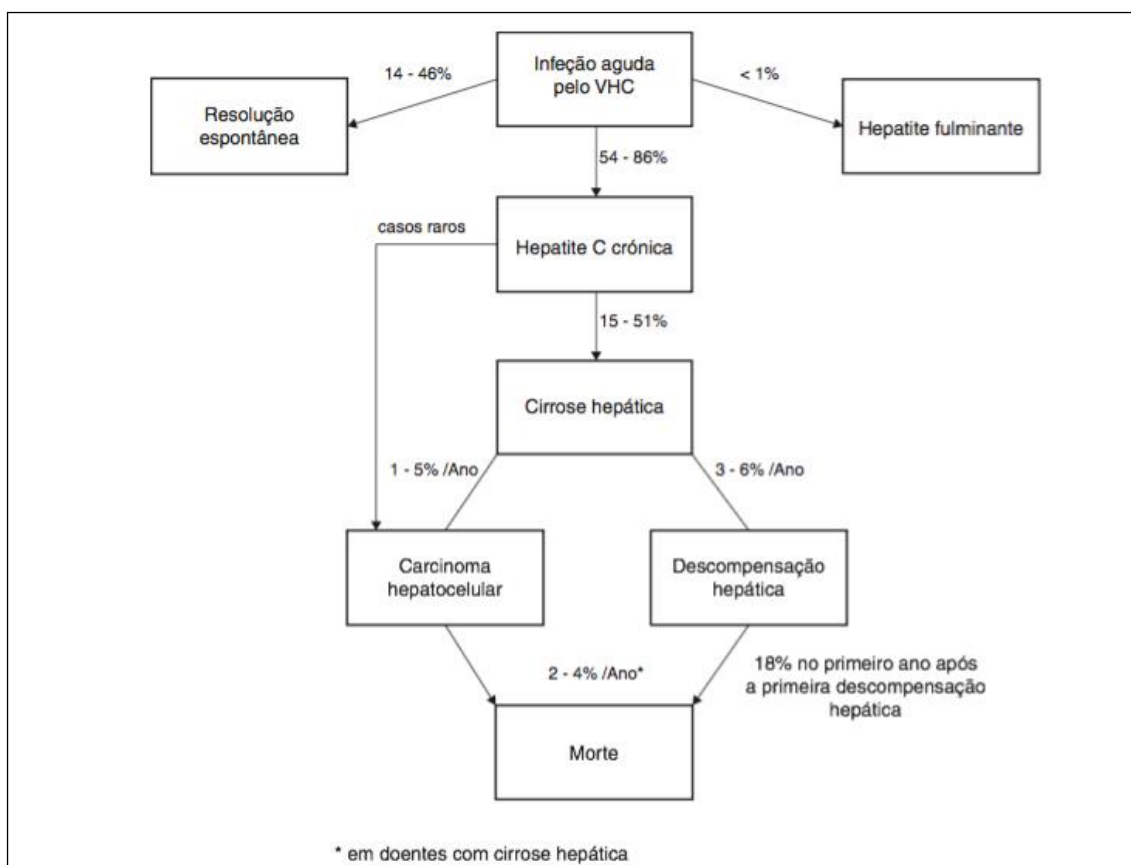 Infeção aguda
pelo VHC
14 - 46%
< 1%
Resolução
espontânea
Hepatite fulminante
54 - 86%
casos raros
Hepatite C crónica
15 - 51%
Cirrose hepática
1 - 5% /Ano
3 - 6% /Ano
Carcinoma
hepatocelular
Descompensação
hepática
2 - 4% /Ano*
18% no primeiro ano após
a primeira descompensação
hepática
Morte
* em doentes com cirrose hepática